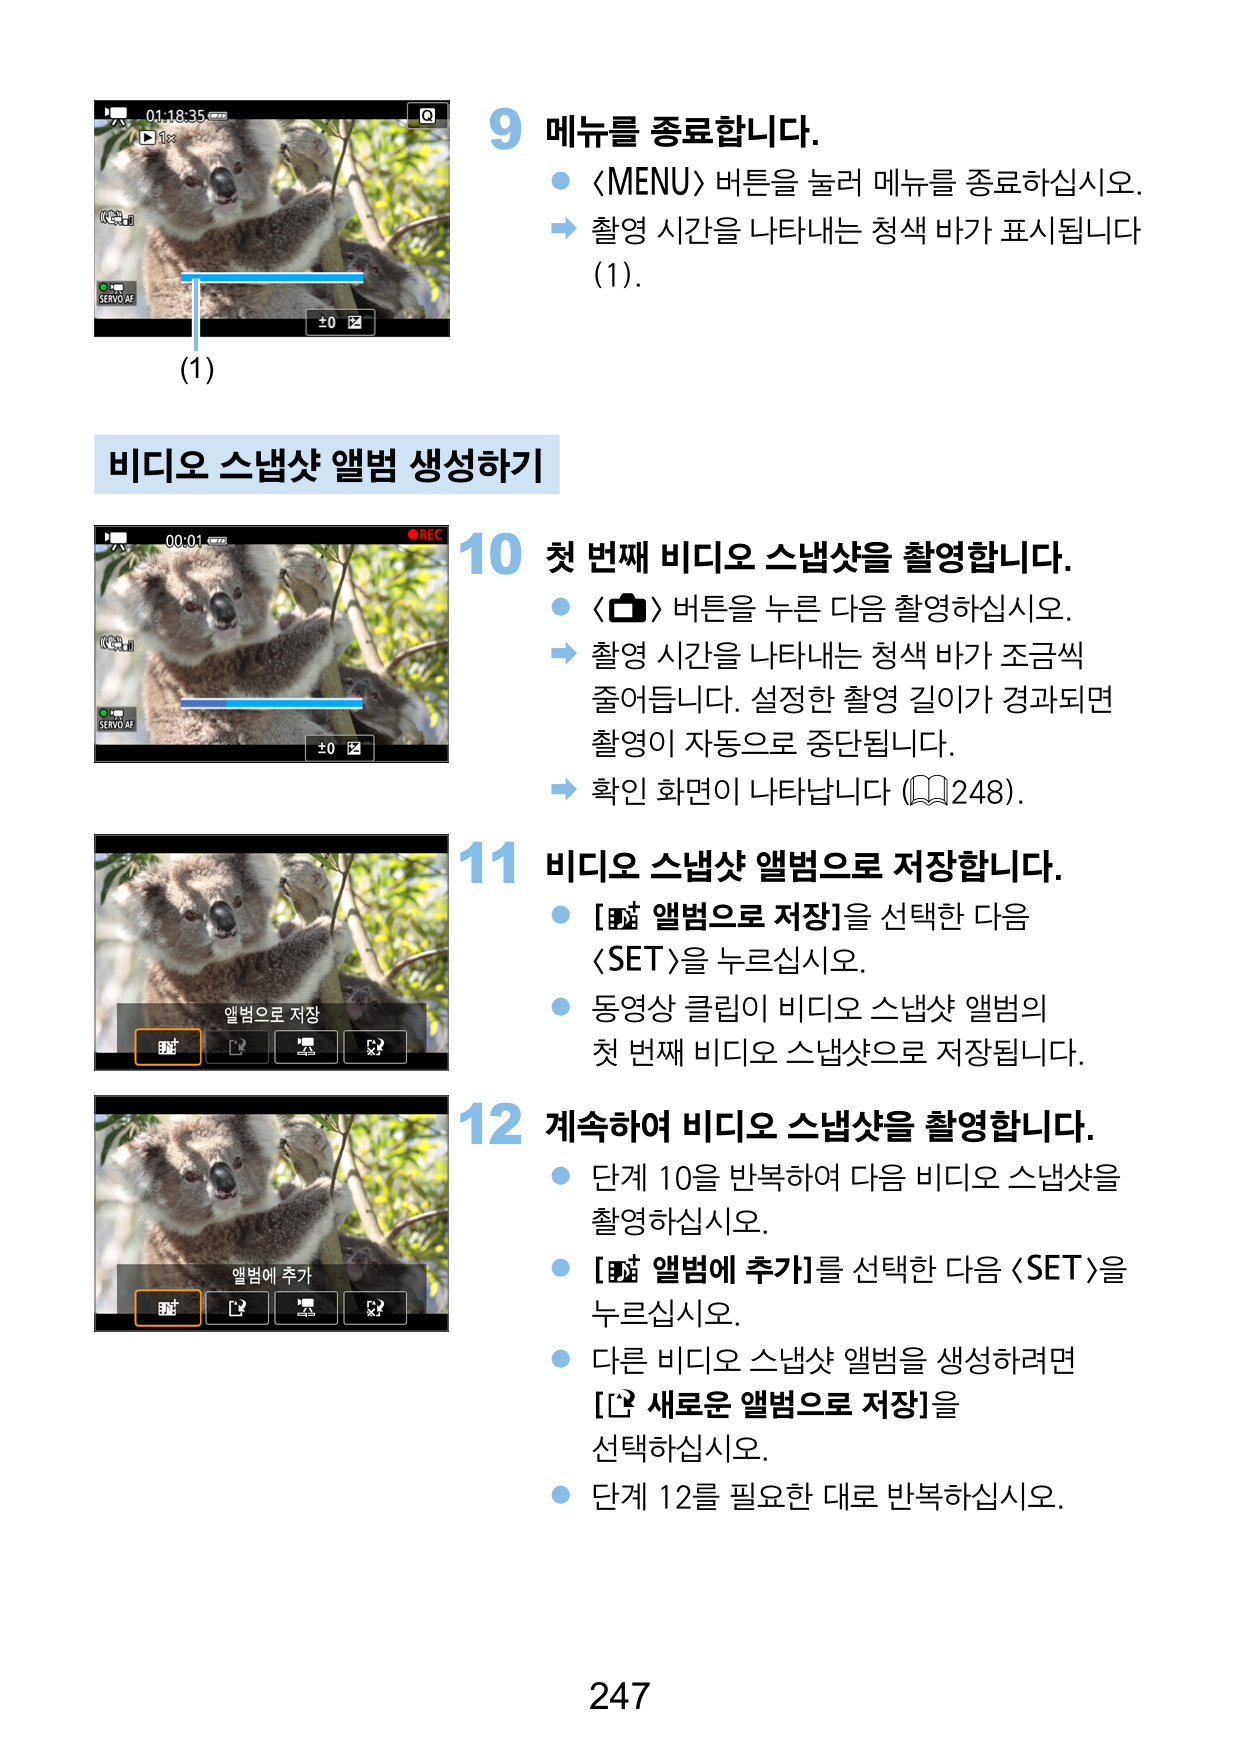 01:18:35
Q
1×
SERVO AF
±0
(1)
9 메뉴를 종료합니다.
● 〈MENU〉 버튼을 눌러 메뉴를 종료하십시오.
➡ 촬영 시간을 나타내는 청색 바가 표시됩니다
(1).
비디오 스냅샷 앨범 생성하기
00:01
●REC
SERVO AF
±0
10 첫 번째 비디오 스냅샷을 촬영합니다.
● 〈 〉 버튼을 누른 다음 촬영하십시오.
➡ 촬영 시간을 나타내는 청색 바가 조금씩
줄어듭니다. 설정한 촬영 길이가 경과되면
촬영이 자동으로 중단됩니다.
➡ 확인 화면이 나타납니다 (248).
앨범으로 저장
11 비디오 스냅샷 앨범으로 저장합니다.
● [ 앨범으로 저장]을 선택한 다음
〈SET〉을 누르십시오.
● 동영상 클립이 비디오 스냅샷 앨범의
첫 번째 비디오 스냅샷으로 저장됩니다.
앨범에 추가
12 계속하여 비디오 스냅샷을 촬영합니다.
● 단계 10을 반복하여 다음 비디오 스냅샷을
촬영하십시오.
● [ 앨범에 추가]를 선택한 다음 〈SET〉을
누르십시오.
● 다른 비디오 스냅샷 앨범을 생성하려면
[ 새로운 앨범으로 저장]을
선택하십시오.
● 단계 12를 필요한 대로 반복하십시오.
247